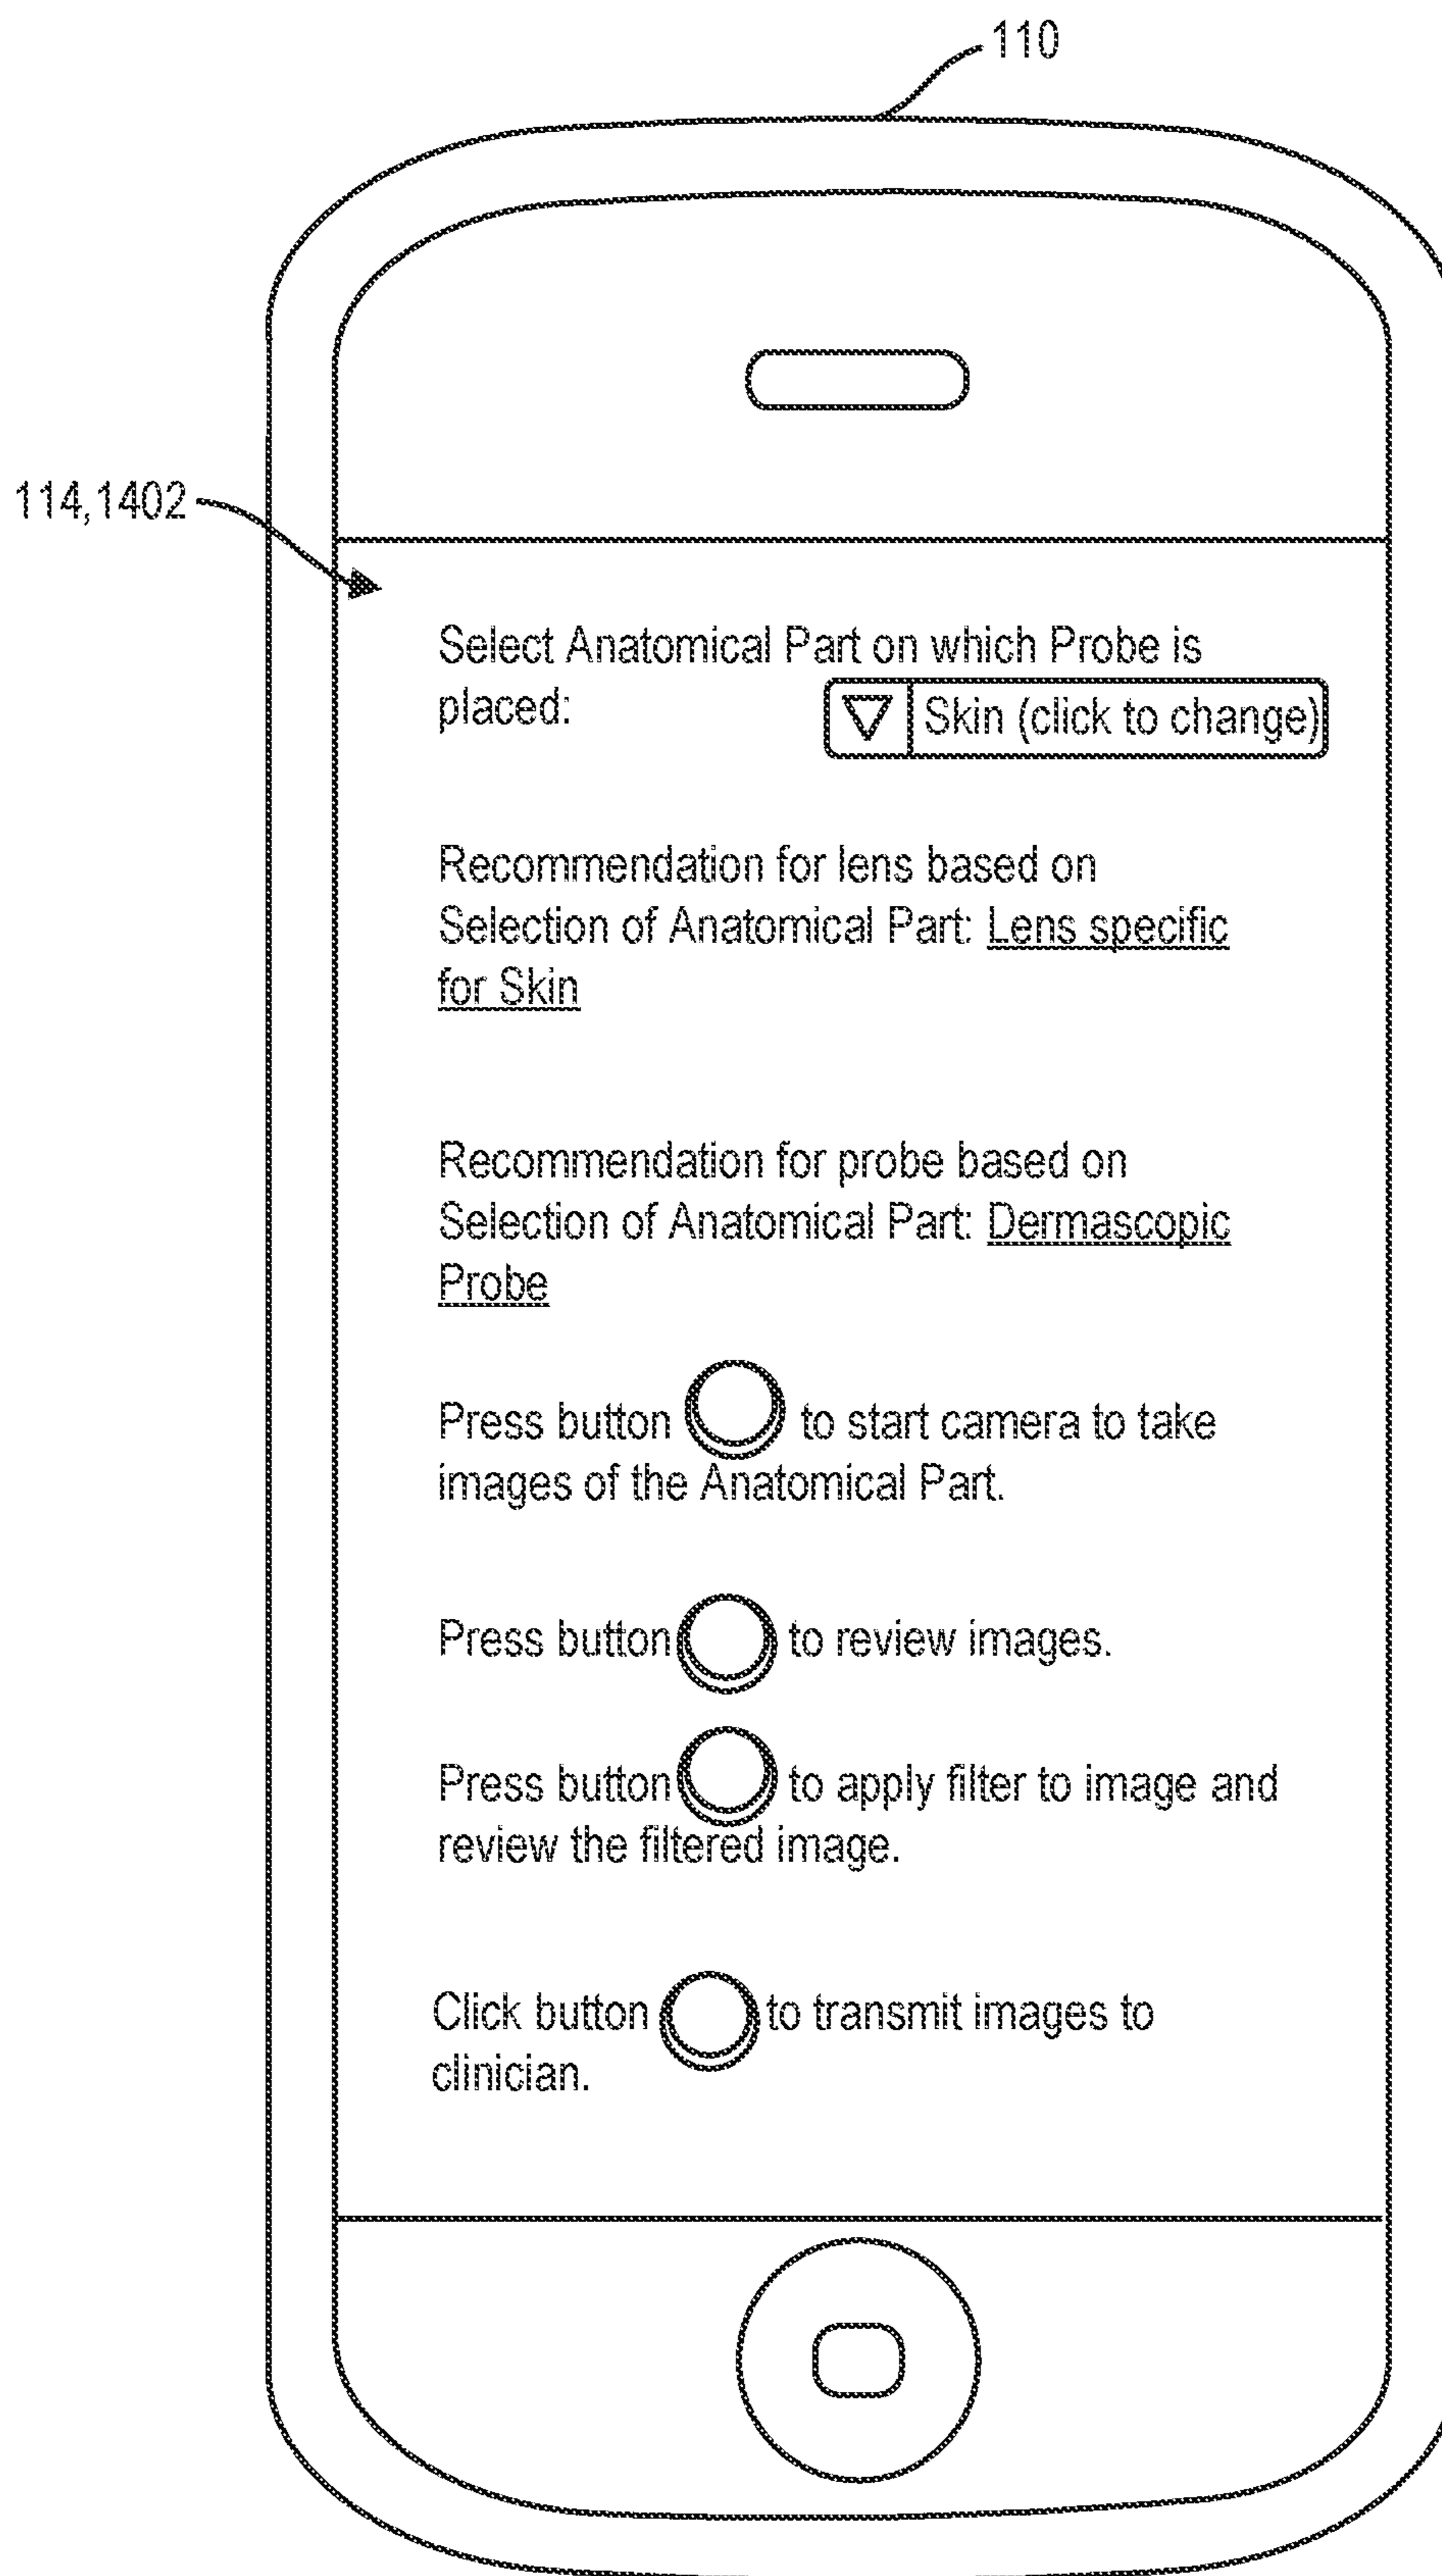 110
114,1402
Select Anatomical Part on which Probe is
placed:
Skin (click to change)
Recommendation for lens based on
Selection of Anatomical Part: Lens specific
for Skin
Recommendation for probe based on
Selection of Anatomical Part: Dermascopic
Probe
Press button to start camera to take
images of the Anatomical Part.
Press button to review images.
Press button to apply filter to image and
review the filtered image.
Click button to transmit images to
clinician.